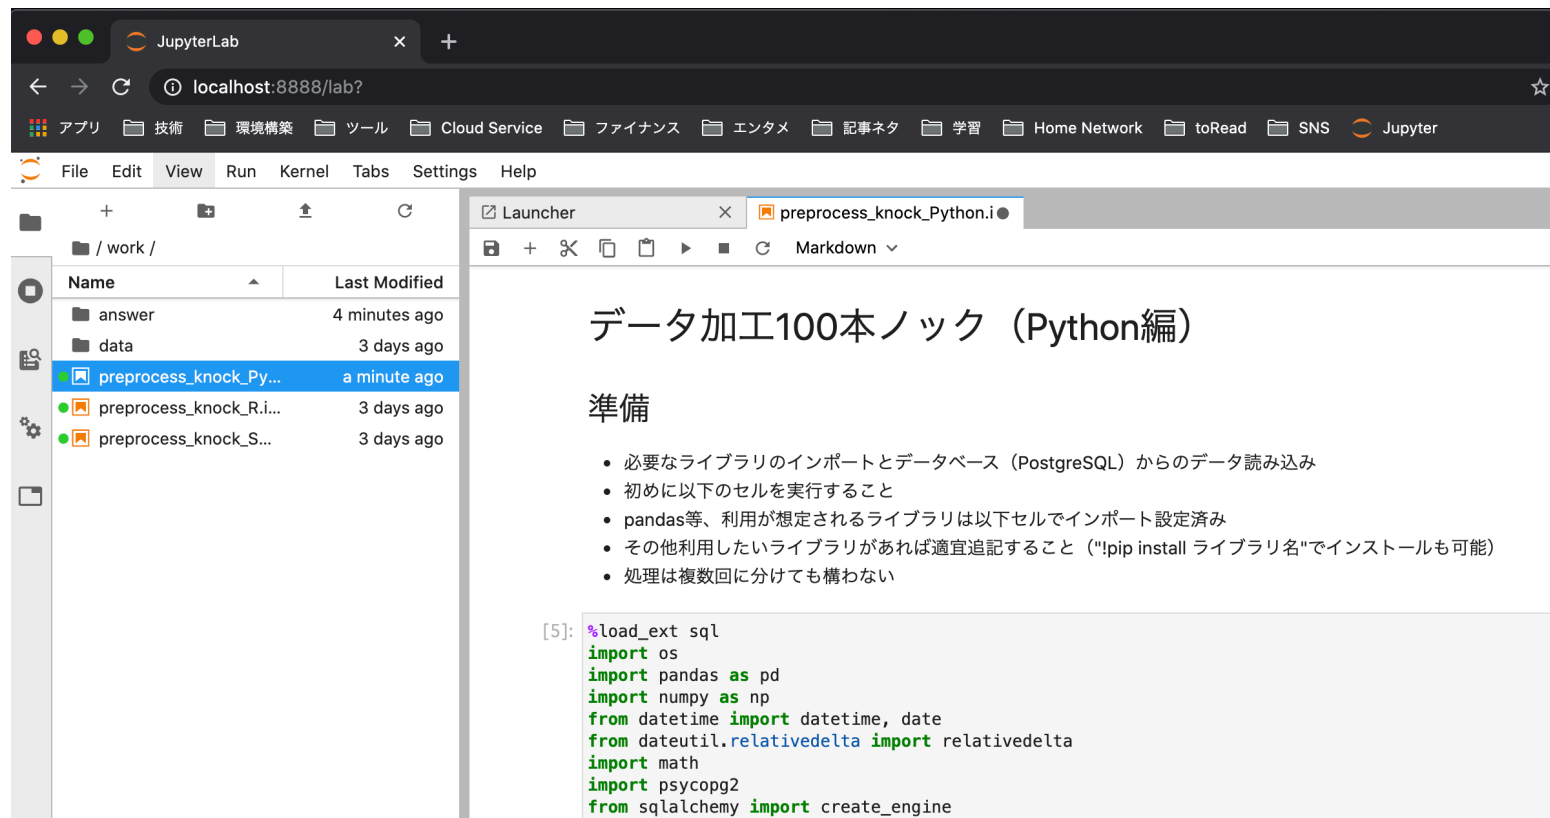 JupyterLab
localhost:8888/lab?
アプリ 技術 環境構築 ツール Cloud Service ファイナンス エンタメ 記事ネタ 学習 Home Network toRead SNS Jupyter
File Edit View Run Kernel Tabs Settings Help
/ work /
Name Last Modified
answer 4 minutes ago
data 3 days ago
preprocess_knock_Py... a minute ago
preprocess_knock_R.i... 3 days ago
preprocess_knock_S... 3 days ago
Launcher preprocess_knock_Python.i
Markdown
データ加工100本ノック（Python編）
準備
• 必要なライブラリのインポートとデータベース（PostgreSQL）からのデータ読み込み
• 初めに以下のセルを実行すること
• pandas等、利用が想定されるライブラリは以下セルでインポート設定済み
• その他利用したいライブラリがあれば適宜追記すること（"!pip install ライブラリ名"でインストールも可能）
• 処理は複数回に分けても構わない
[5]: %load_ext sql
import os
import pandas as pd
import numpy as np
from datetime import datetime, date
from dateutil.relativedelta import relativedelta
import math
import psycopg2
from sqlalchemy import create_engine